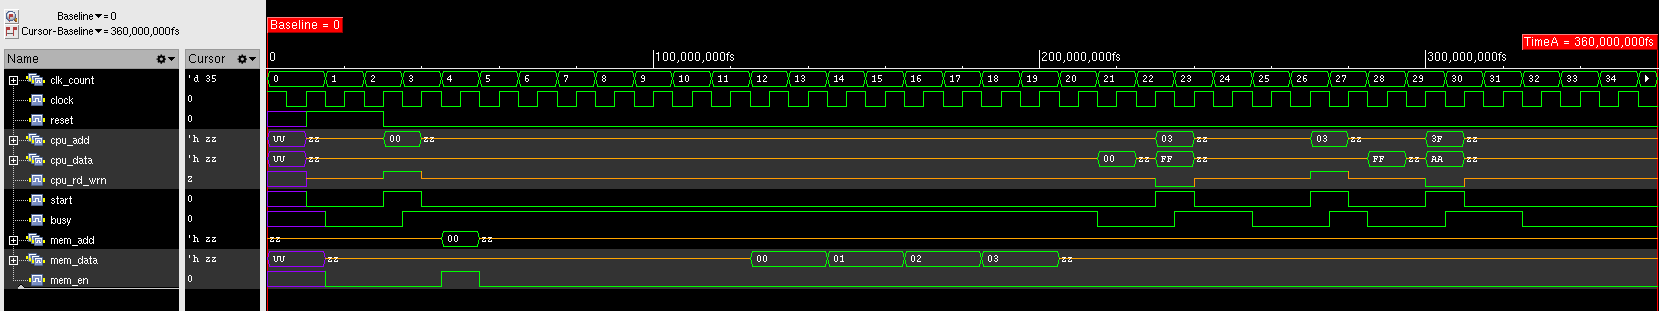 Baseline▾= 0
Cursor-Baseline▾= 360,000,000fs
Baseline = 0
TimeA = 360,000,000fs
Name Cursor
0 100,000,000fs 200,000,000fs 300,000,000fs
clk_count 'd 35 0 1 2 3 4 5 6 7 8 9 10 11 12 13 14 15 16 17 18 19 20 21 22 23 24 25 26 27 28 29 30 31 32 33 34
clock 0
reset 0
cpu_add 'h zz UU zz 00 zz 03 zz 03 zz 3F zz
cpu_data 'h zz UU zz 00 zz FF zz FF zz AA zz
cpu_rd_wrn z
start 0
busy 0
mem_add 'h zz zz 00 zz
mem_data 'h zz UU zz 00 01 02 03 zz
mem_en 0